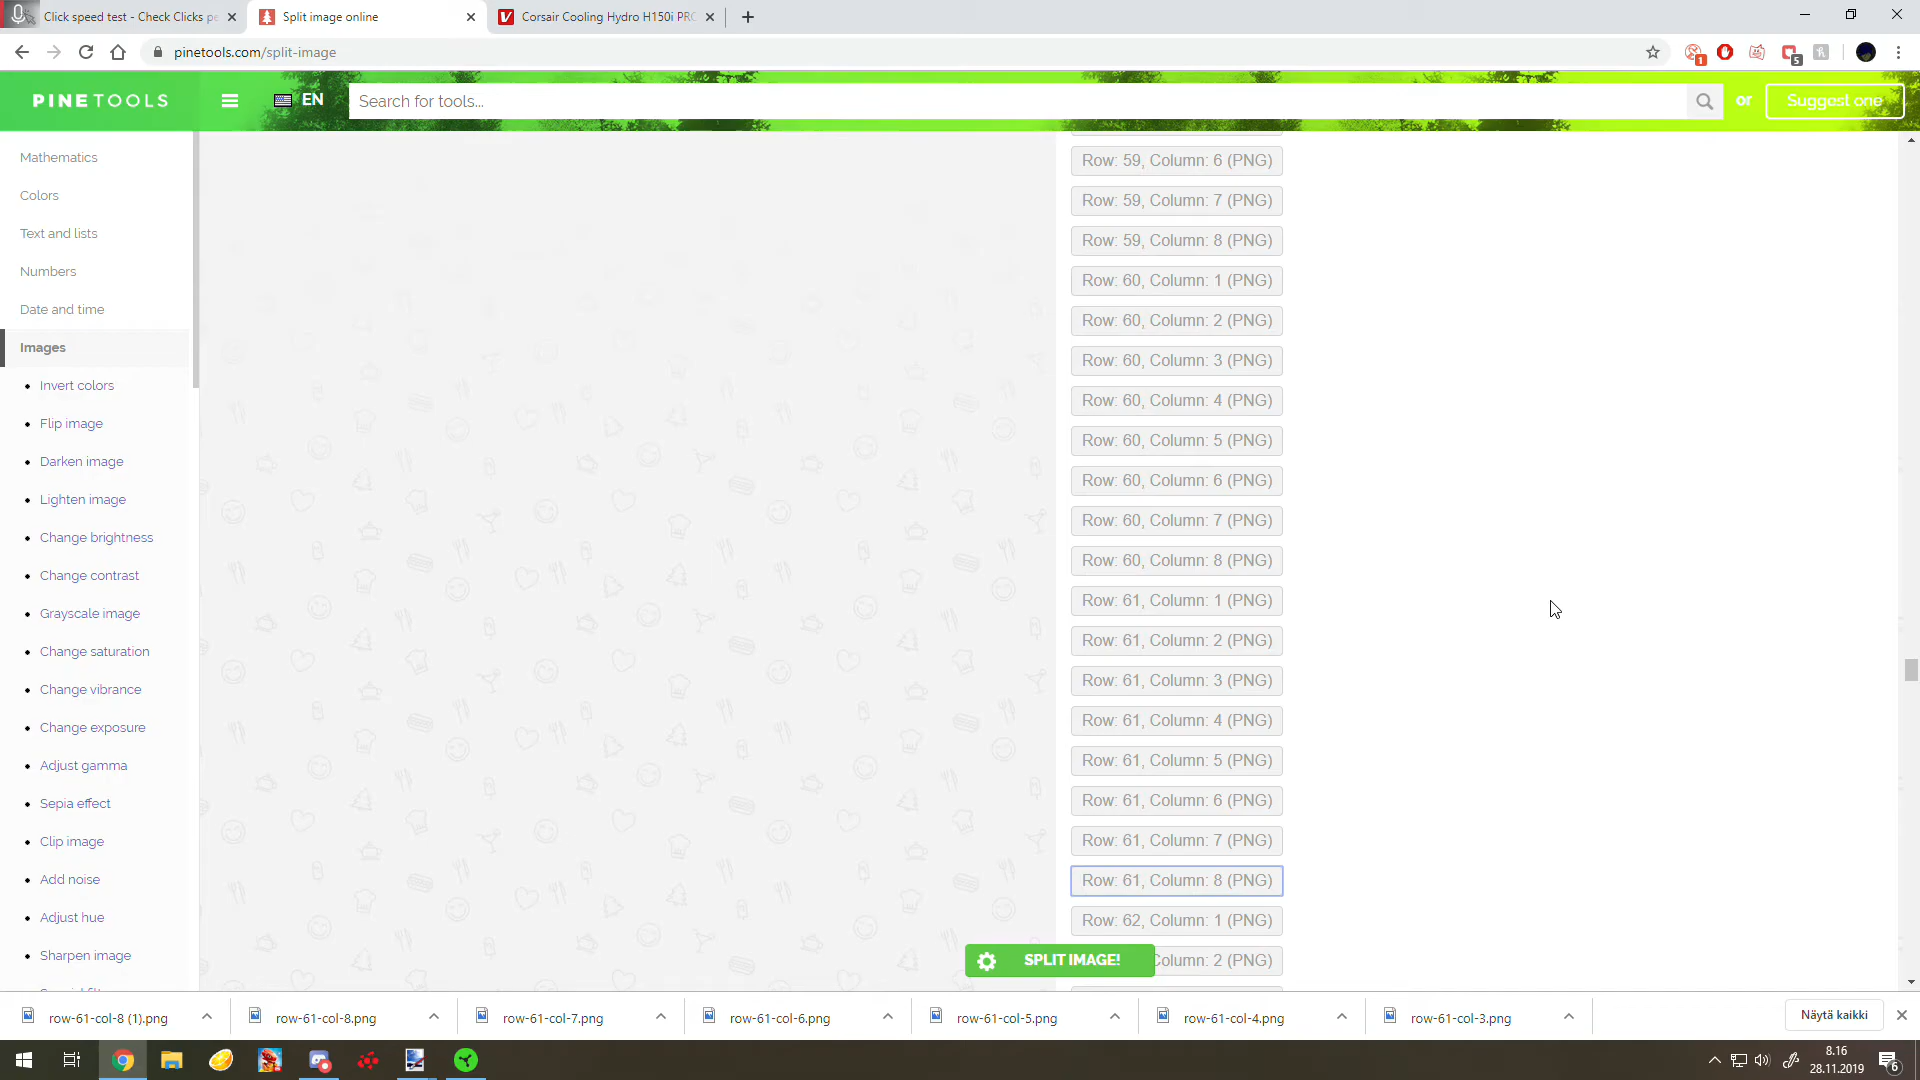 Click speed test - Check Clicks pe
Split image online
Corsair Cooling Hydro H150i PRO
pinetools.com/split-image
1
5
PINETOOLS
EN
Search for tools...
or
Suggest one
Mathematics
Colors
Text and lists
Numbers
Date and time
Images
Invert colors
Flip image
Darken image
Lighten image
Change brightness
Change contrast
Grayscale image
Change saturation
Change vibrance
Change exposure
Adjust gamma
Sepia effect
Clip image
Add noise
Adjust hue
Sharpen image
Row: 59, Column: 6 (PNG)
Row: 59, Column: 7 (PNG)
Row: 59, Column: 8 (PNG)
Row: 60, Column: 1 (PNG)
Row: 60, Column: 2 (PNG)
Row: 60, Column: 3 (PNG)
Row: 60, Column: 4 (PNG)
Row: 60, Column: 5 (PNG)
Row: 60, Column: 6 (PNG)
Row: 60, Column: 7 (PNG)
Row: 60, Column: 8 (PNG)
Row: 61, Column: 1 (PNG)
Row: 61, Column: 2 (PNG)
Row: 61, Column: 3 (PNG)
Row: 61, Column: 4 (PNG)
Row: 61, Column: 5 (PNG)
Row: 61, Column: 6 (PNG)
Row: 61, Column: 7 (PNG)
Row: 61, Column: 8 (PNG)
Row: 62, Column: 1 (PNG)
Column: 2 (PNG)
SPLIT IMAGE!
row-61-col-8 (1).png
row-61-col-8.png
row-61-col-7.png
row-61-col-6.png
row-61-col-5.png
row-61-col-4.png
row-61-col-3.png
Näytä kaikki
8.16
28.11.2019
6